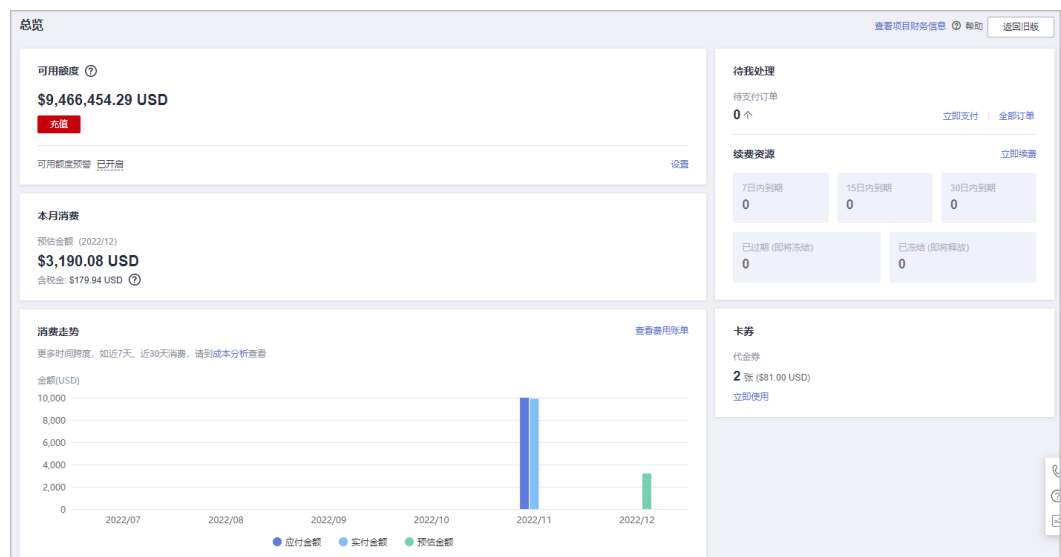 总览
查看项目财务信息 帮助 返回旧版
可用额度
$9,466,454.29 USD
充值
可用额度预警 已开启 设置
本月消费
预估金额 (2022/12)
$3,190.08 USD
含税金: $179.94 USD
消费走势 查看费用账单
更多时间跨度，如近7天、近30天消费，请到成本分析查看
金额(USD)
10,000
8,000
6,000
4,000
2,000
0
2022/07 2022/08 2022/09 2022/10 2022/11 2022/12
应付金额 实付金额 预估金额
待我处理
待支付订单
0 个 立即支付 全部订单
续费资源 立即续费
7日内到期 15日内到期 30日内到期
0 0 0
已过期 (即将冻结) 已冻结 (即将释放)
0 0
卡券
代金券
2 张 ($81.00 USD)
立即使用